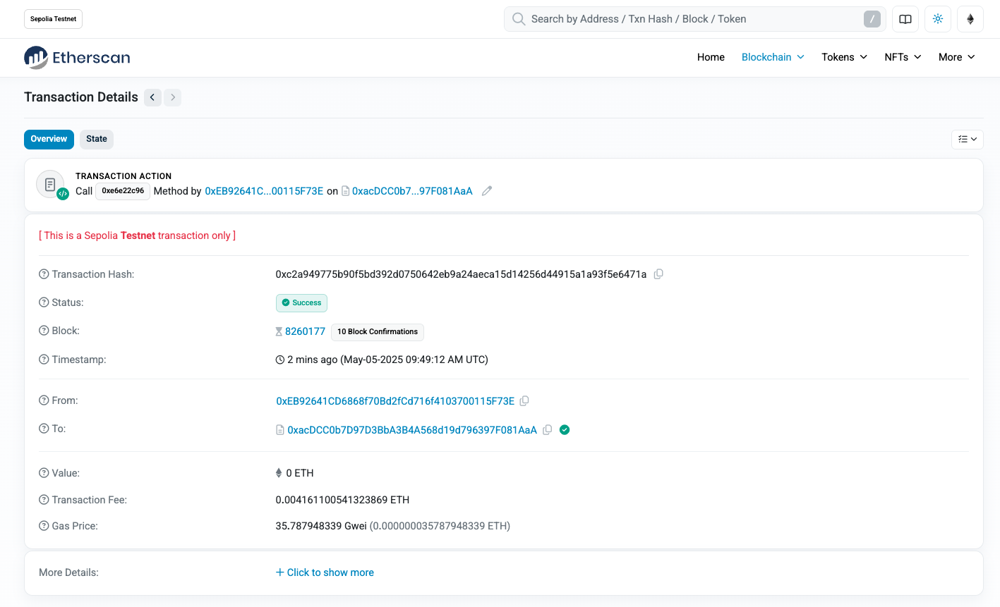 Sepolia Testnet
Search by Address / Txn Hash / Block / Token /
Etherscan
Home Blockchain Tokens NFTs More
Transaction Details
Overview State
TRANSACTION ACTION
Call 0xe6e22c96 Method by 0xEB92641C...00115F73E on 0xacDCC0b7...97F081AaA
[ This is a Sepolia Testnet transaction only ]
Transaction Hash: 0xc2a949775b90f5bd392d0750642eb9a24aeca15d14256d44915a1a93f5e6471a
Status: Success
Block: 8260177 10 Block Confirmations
Timestamp: 2 mins ago (May-05-2025 09:49:12 AM UTC)
From: 0xEB92641CD6868f70Bd2fCd716f4103700115F73E
To: 0xacDCC0b7D97D3BbA3B4A568d19d796397F081AaA
Value: 0 ETH
Transaction Fee: 0.004161100541323869 ETH
Gas Price: 35.787948339 Gwei (0.000000035787948339 ETH)
More Details: + Click to show more